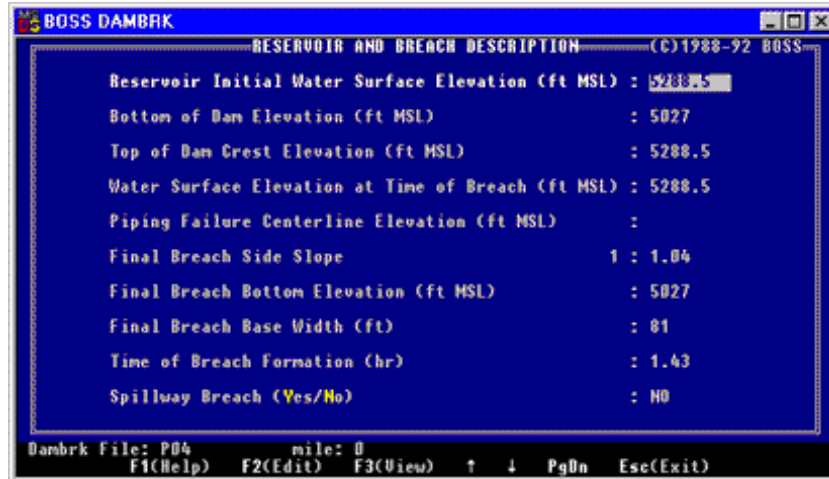 BOSS DAMBRK
RESERVOIR AND BREACH DESCRIPTION (C)1988-92 BOSS
Reservoir Initial Water Surface Elevation (ft MSL) : 5288.5
Bottom of Dam Elevation (ft MSL) : 5027
Top of Dam Crest Elevation (ft MSL) : 5288.5
Water Surface Elevation at Time of Breach (ft MSL) : 5288.5
Piping Failure Centerline Elevation (ft MSL) :
Final Breach Side Slope 1 : 1.04
Final Breach Bottom Elevation (ft MSL) : 5027
Final Breach Base Width (ft) : 81
Time of Breach Formation (hr) : 1.43
Spillway Breach (Yes/No) : NO
Dambrk File: P04 mile: 0
F1(Help) F2(Edit) F3(View) ↑ ↓ PgDn Esc(Exit)